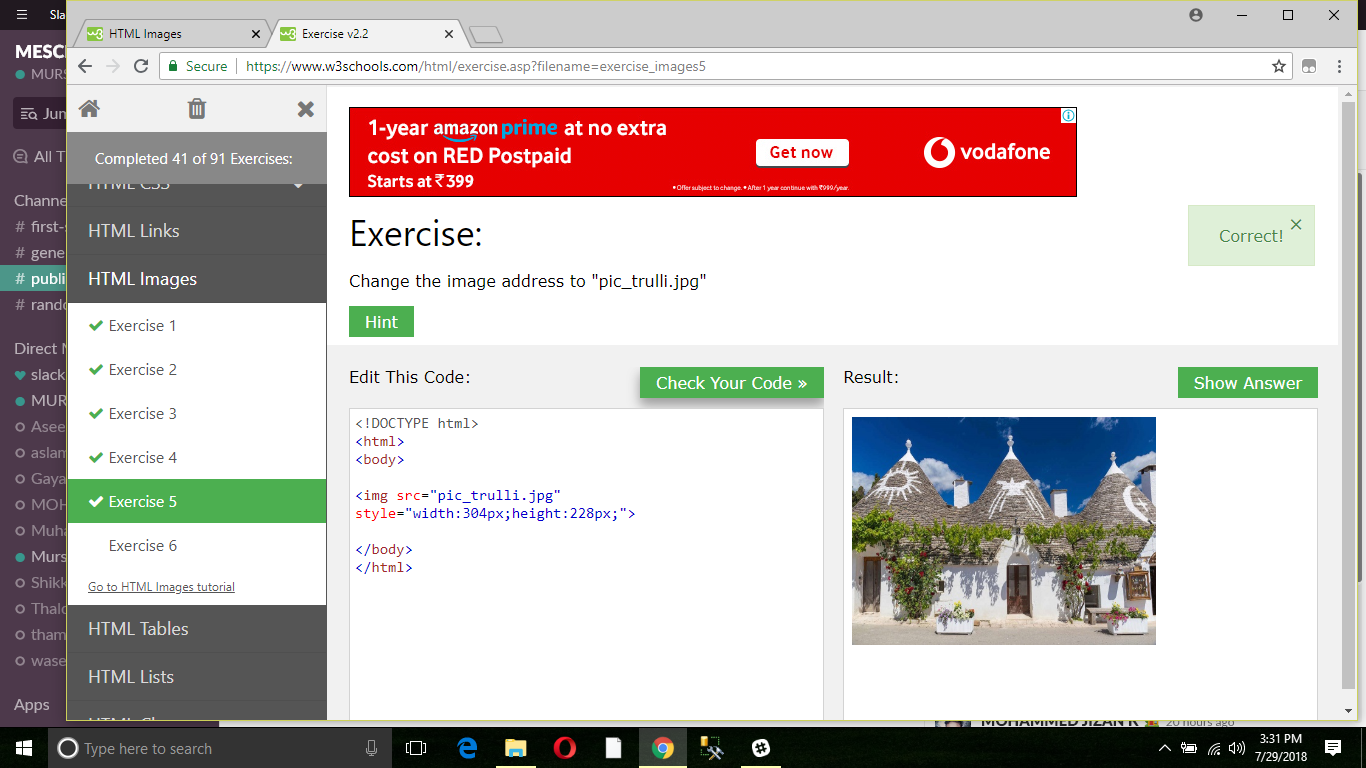 Sla
HTML Images
Exercise v2.2
MESC
MURS
Secure
https://www.w3schools.com/html/exercise.asp?filename=exercise_images5
Jum
All T
Channe
# first-s
# gene
# publi
# rando
Direct M
slack
MUR
Asee
aslam
Gaya
MOH
Muha
Murs
Shikk
Thalo
tham
wase
Apps
Completed 41 of 91 Exercises:
HTML CSS
HTML Links
HTML Images
Exercise 1
Exercise 2
Exercise 3
Exercise 4
Exercise 5
Exercise 6
Go to HTML Images tutorial
HTML Tables
HTML Lists
1-year amazon prime at no extra
cost on RED Postpaid
Starts at ₹399
Get now
vodafone
• Offer subject to change. • After 1 year continue with ₹999/year.
Exercise:
Correct!
Change the image address to "pic_trulli.jpg"
Hint
Edit This Code:
Check Your Code »
Result:
Show Answer
<!DOCTYPE html>
<html>
<body>
<img src="pic_trulli.jpg"
style="width:304px;height:228px;">
</body>
</html>
MOHAMMED JIZAN K
20 hours ago
Type here to search
3:31 PM
7/29/2018